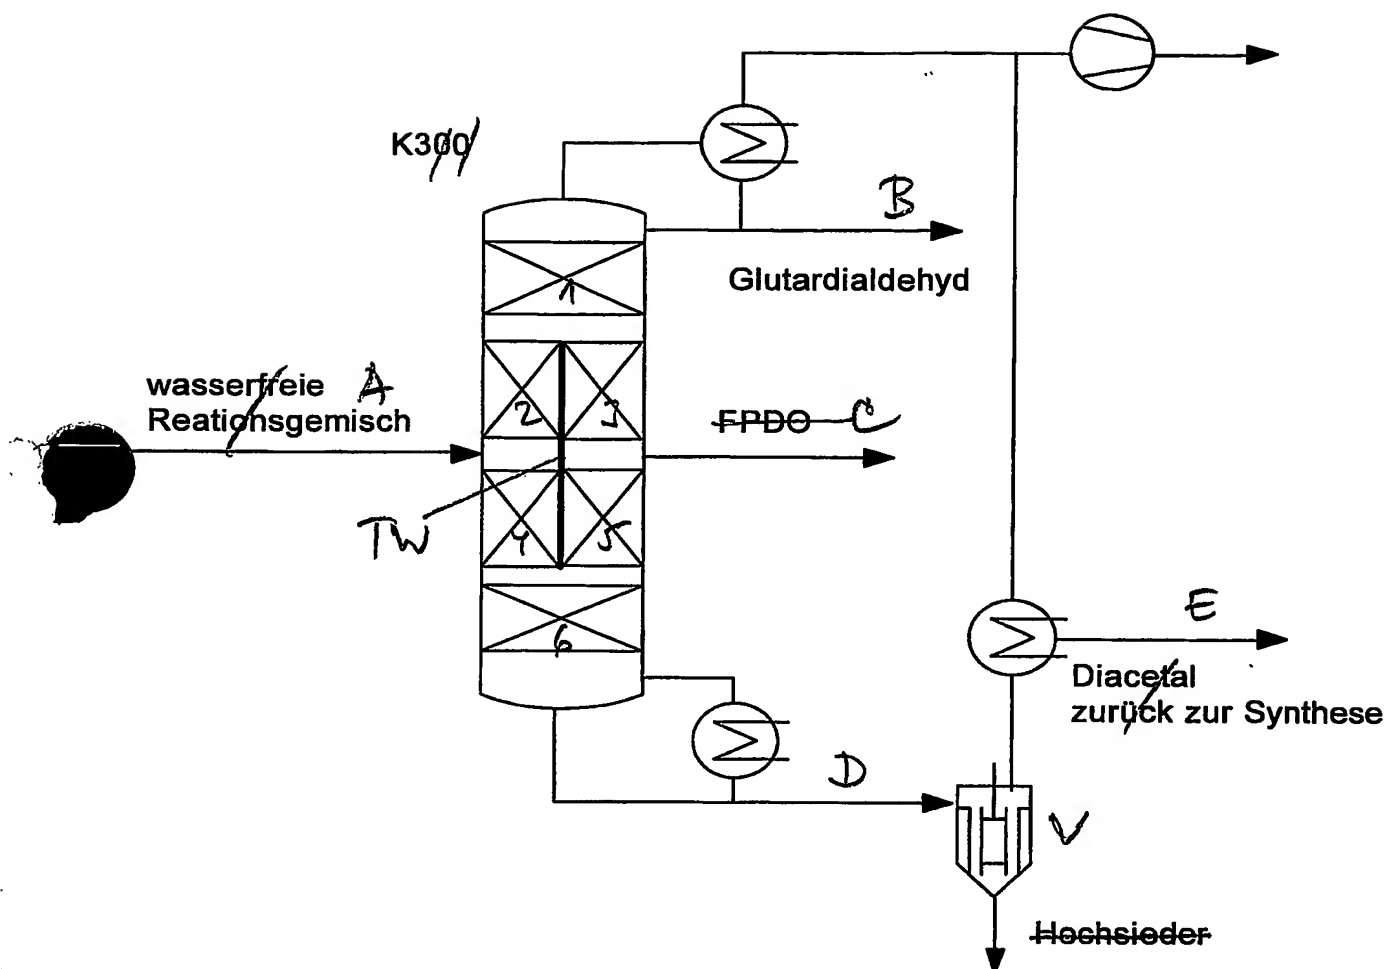 K300
B
Glutardialdehyd
1
wasserfreie A
Reationsgemisch
2 3
FPDO C
TW
4 5
E
6
Diacetal
zurück zur Synthese
D
V
Hochsieder